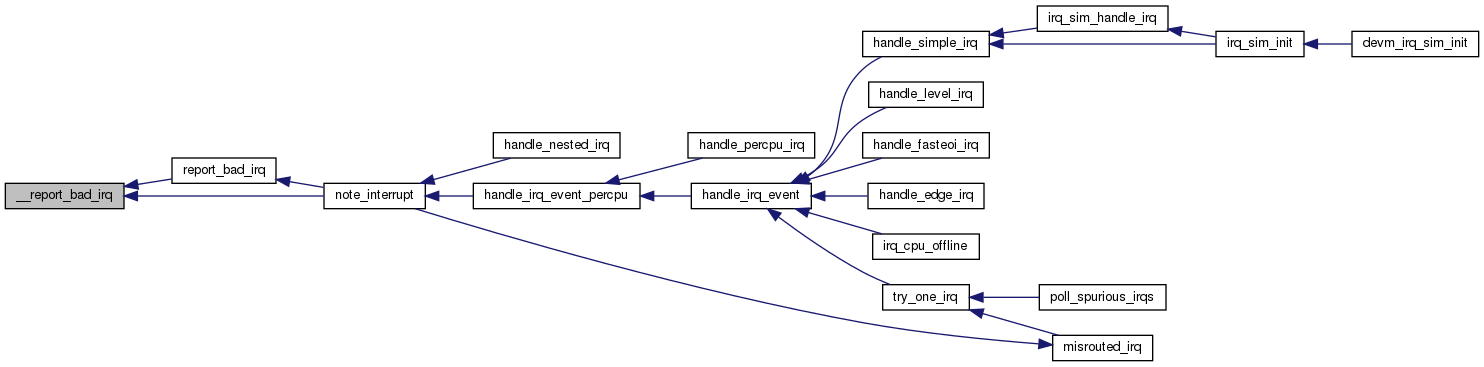 __report_bad_irq
report_bad_irq
note_interrupt
handle_nested_irq
handle_irq_event_percpu
handle_percpu_irq
handle_irq_event
handle_simple_irq
handle_level_irq
handle_fasteoi_irq
handle_edge_irq
irq_cpu_offline
try_one_irq
irq_sim_handle_irq
irq_sim_init
devm_irq_sim_init
poll_spurious_irqs
misrouted_irq